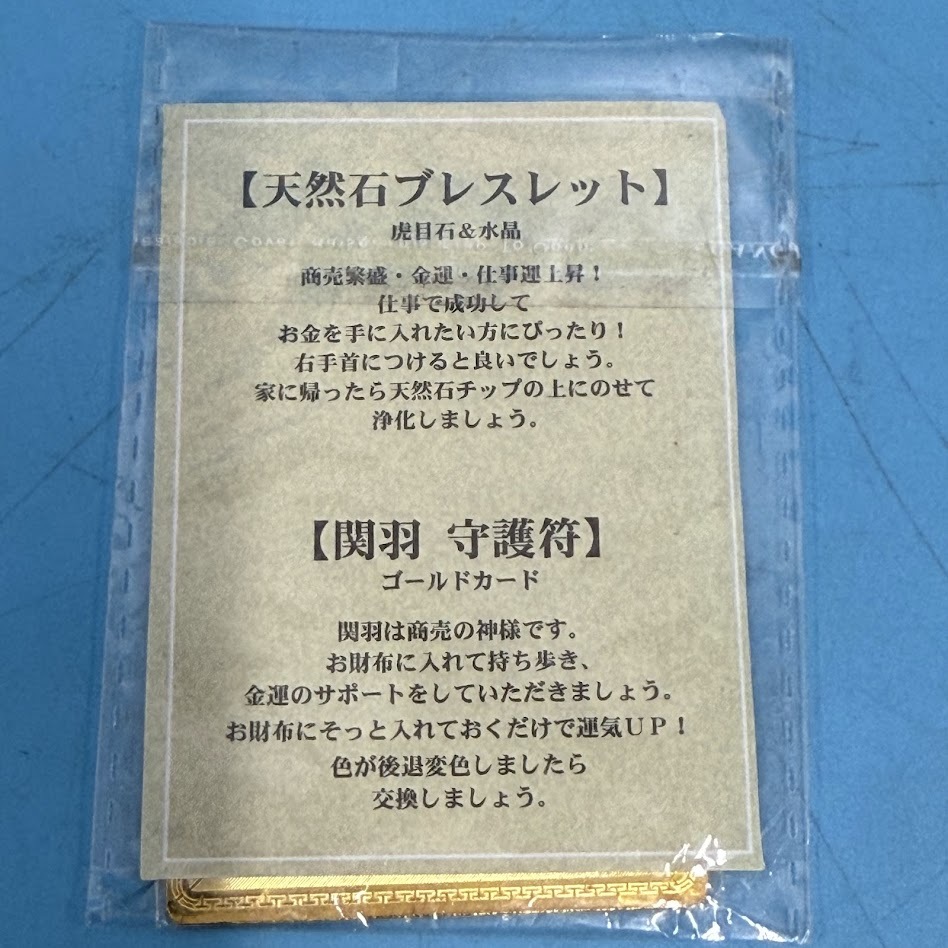 【天然石ブレスレット】
虎目石&水晶
商売繁盛・金運・仕事運上昇！
仕事で成功して
お金を手に入れたい方にぴったり！
右手首につけると良いでしょう。
家に帰ったら天然石チップの上にのせて
浄化しましょう。
【関羽 守護符】
ゴールドカード
関羽は商売の神様です。
お財布に入れて持ち歩き、
金運のサポートをしていただきましょう。
お財布にそっと入れておくだけで運気ＵＰ！
色が後退変色しましたら
交換しましょう。